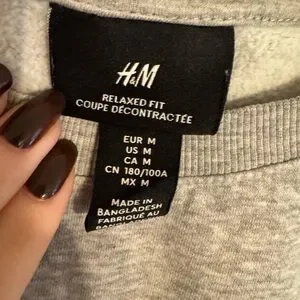 H&M
RELAXED FIT
COUPE DÉCONTRACTÉE
EUR M
US M
CA M
CN 180/100A
MX M
MADE IN
BANGLADESH
FABRIQUÉ AU